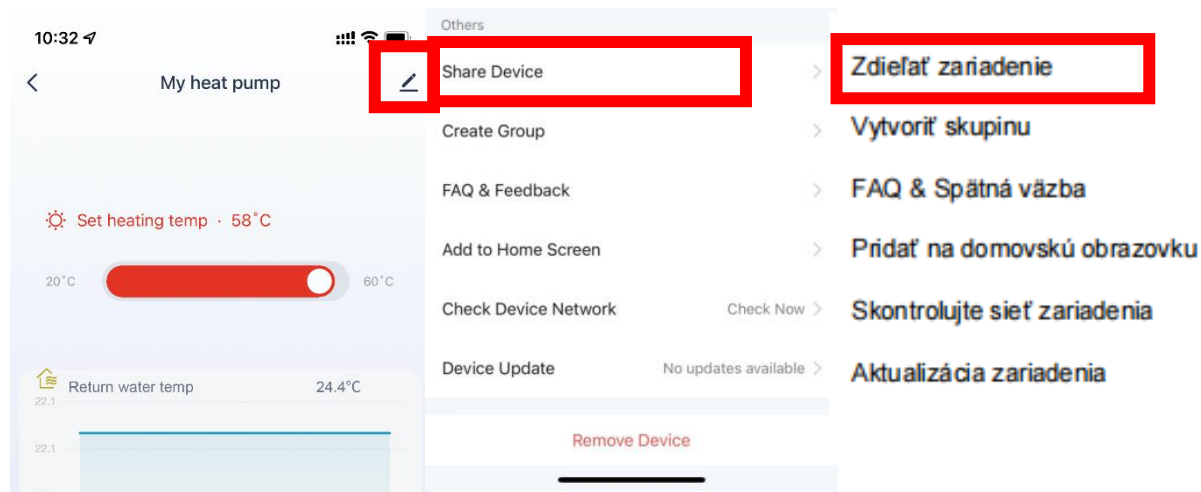 10:32
My heat pump
Set heating temp · 58°C
20°C
60°C
Return water temp 24.4°C
22.1
22.1
Others
Share Device
Create Group
FAQ & Feedback
Add to Home Screen
Check Device Network Check Now
Device Update No updates available
Remove Device
Zdieľať zariadenie
Vytvoriť skupinu
FAQ & Spätná väzba
Pridať na domovskú obrazovku
Skontrolujte sieť zariadenia
Aktualizácia zariadenia